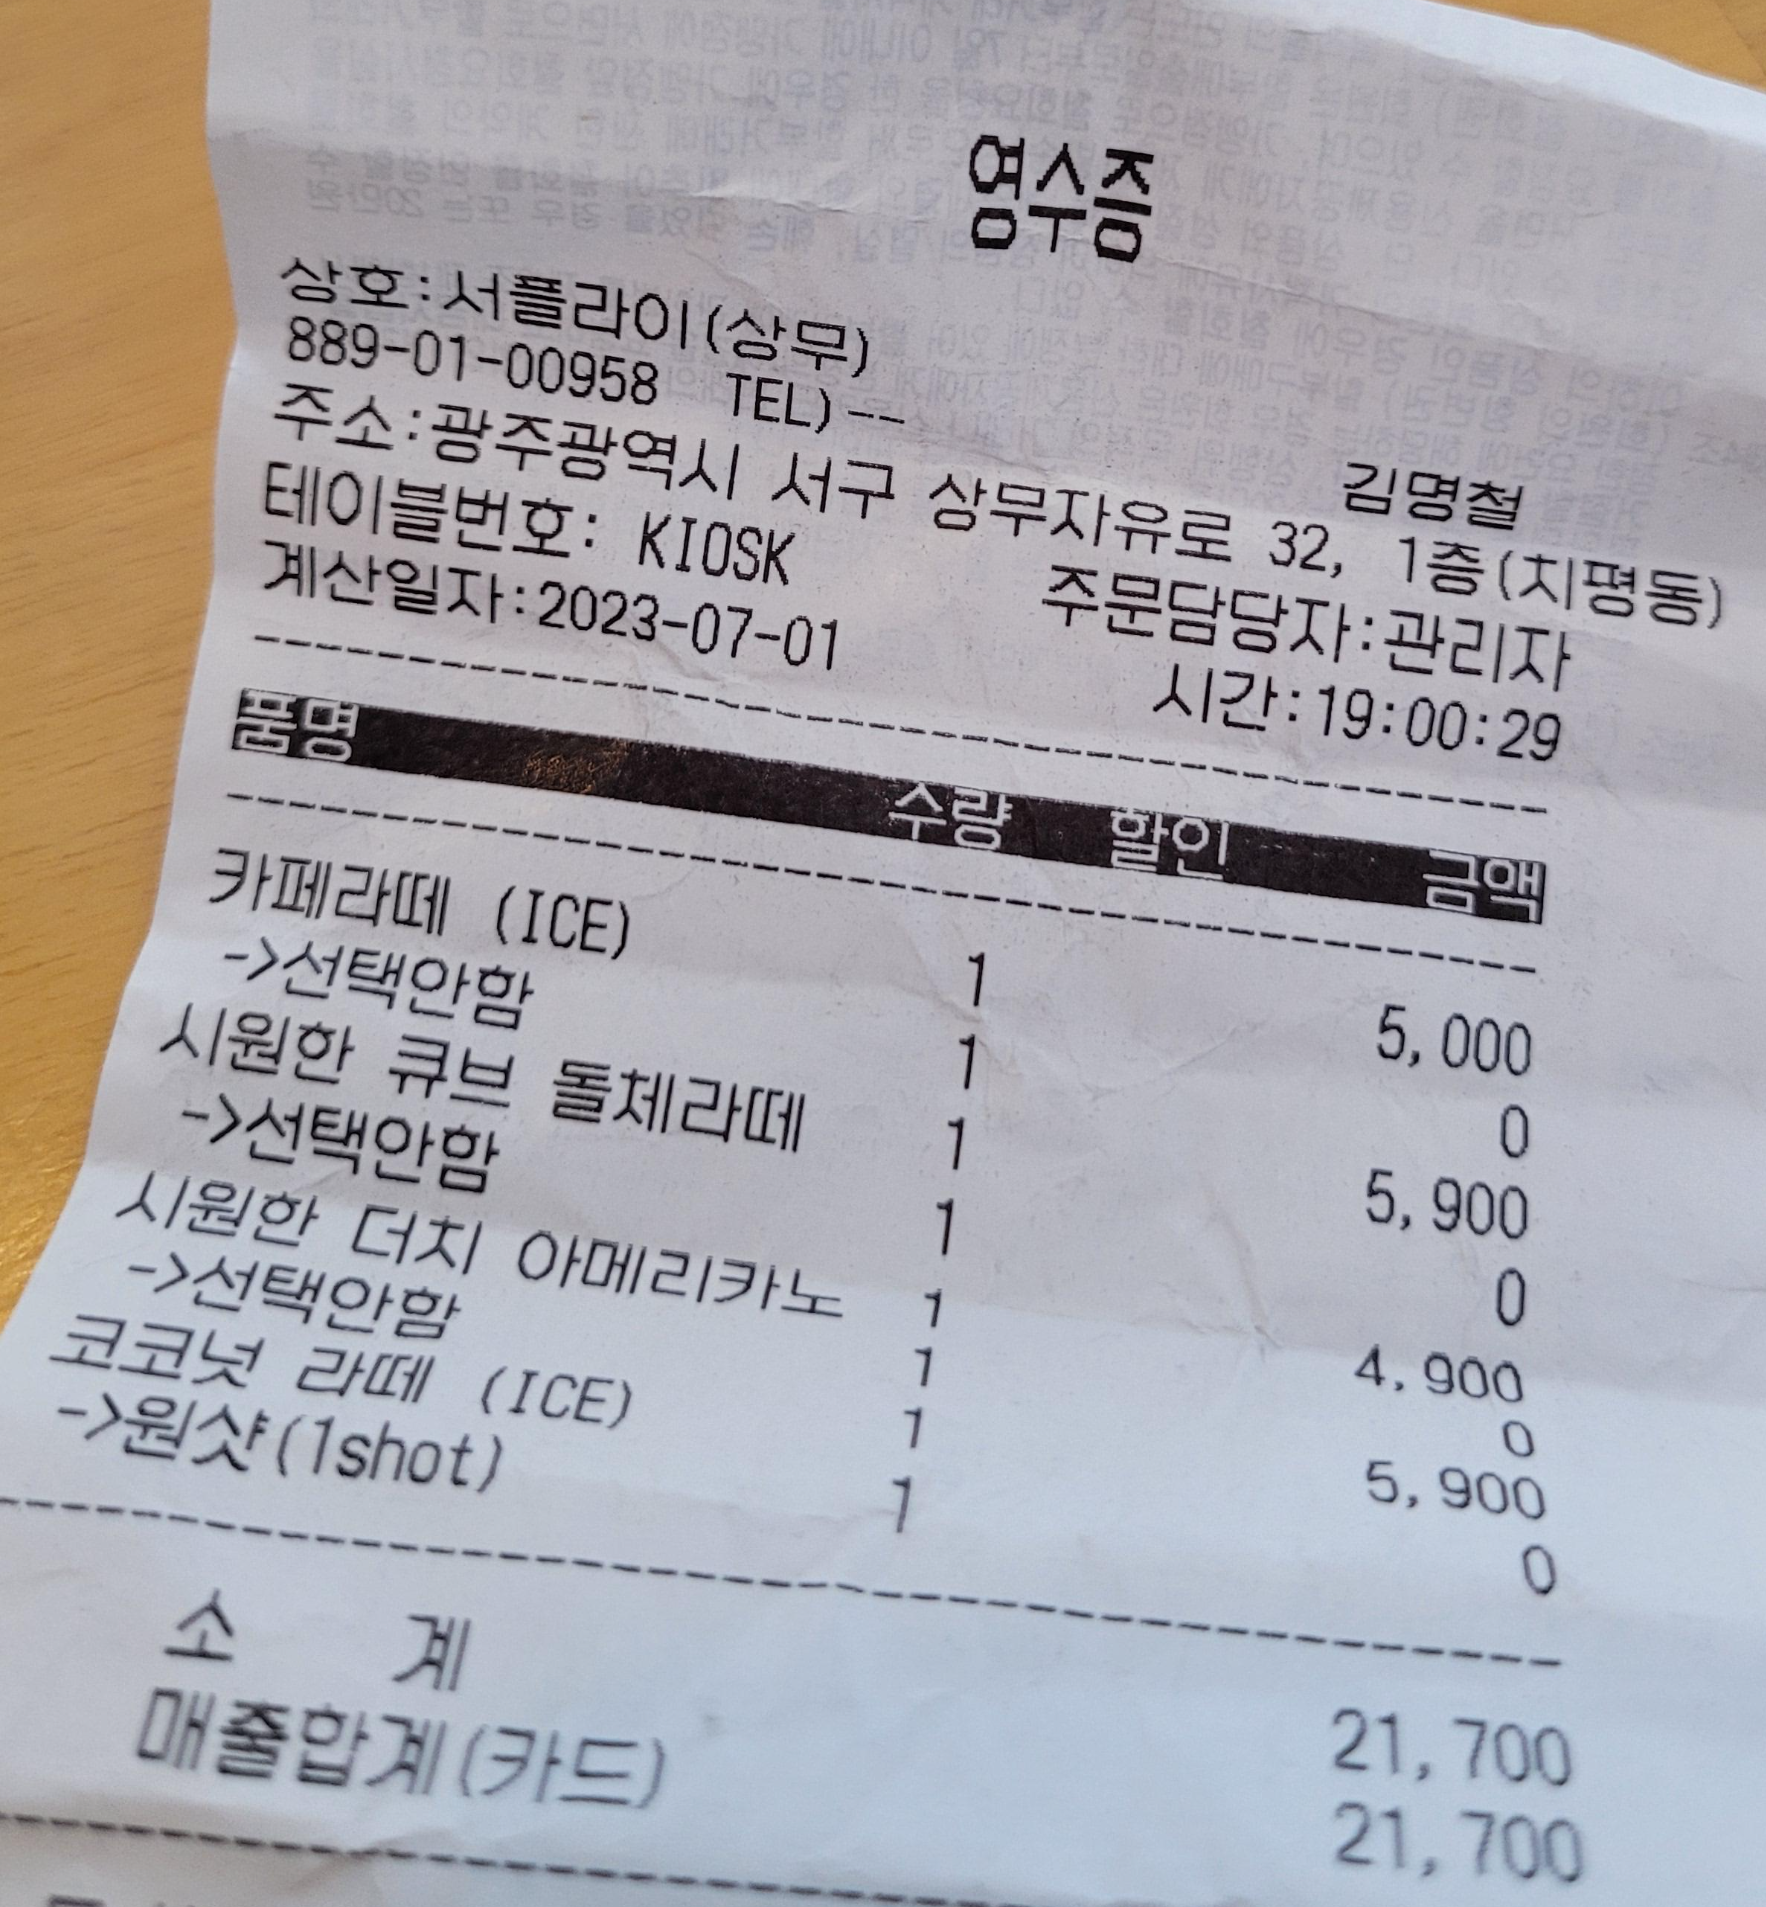 영수증
상호:서플라이(상무)
889-01-00958 TEL)-- 김명철
주소:광주광역시 서구 상무자유로 32, 1층(치평동)
테이블번호: KIOSK 주문담당자:관리자
계산일자:2023-07-01 시간:19:00:29
품명 수량 할인 금액
카페라떼 (ICE) 1 5,000
->선택안함 1 0
시원한 큐브 돌체라떼 1 5,900
->선택안함 1 0
시원한 더치 아메리카노 1 4,900
->선택안함 1 0
코코넛 라떼 (ICE) 1 5,900
->원샷(1shot) 1 0
소 계 21,700
매출합계(카드) 21,700